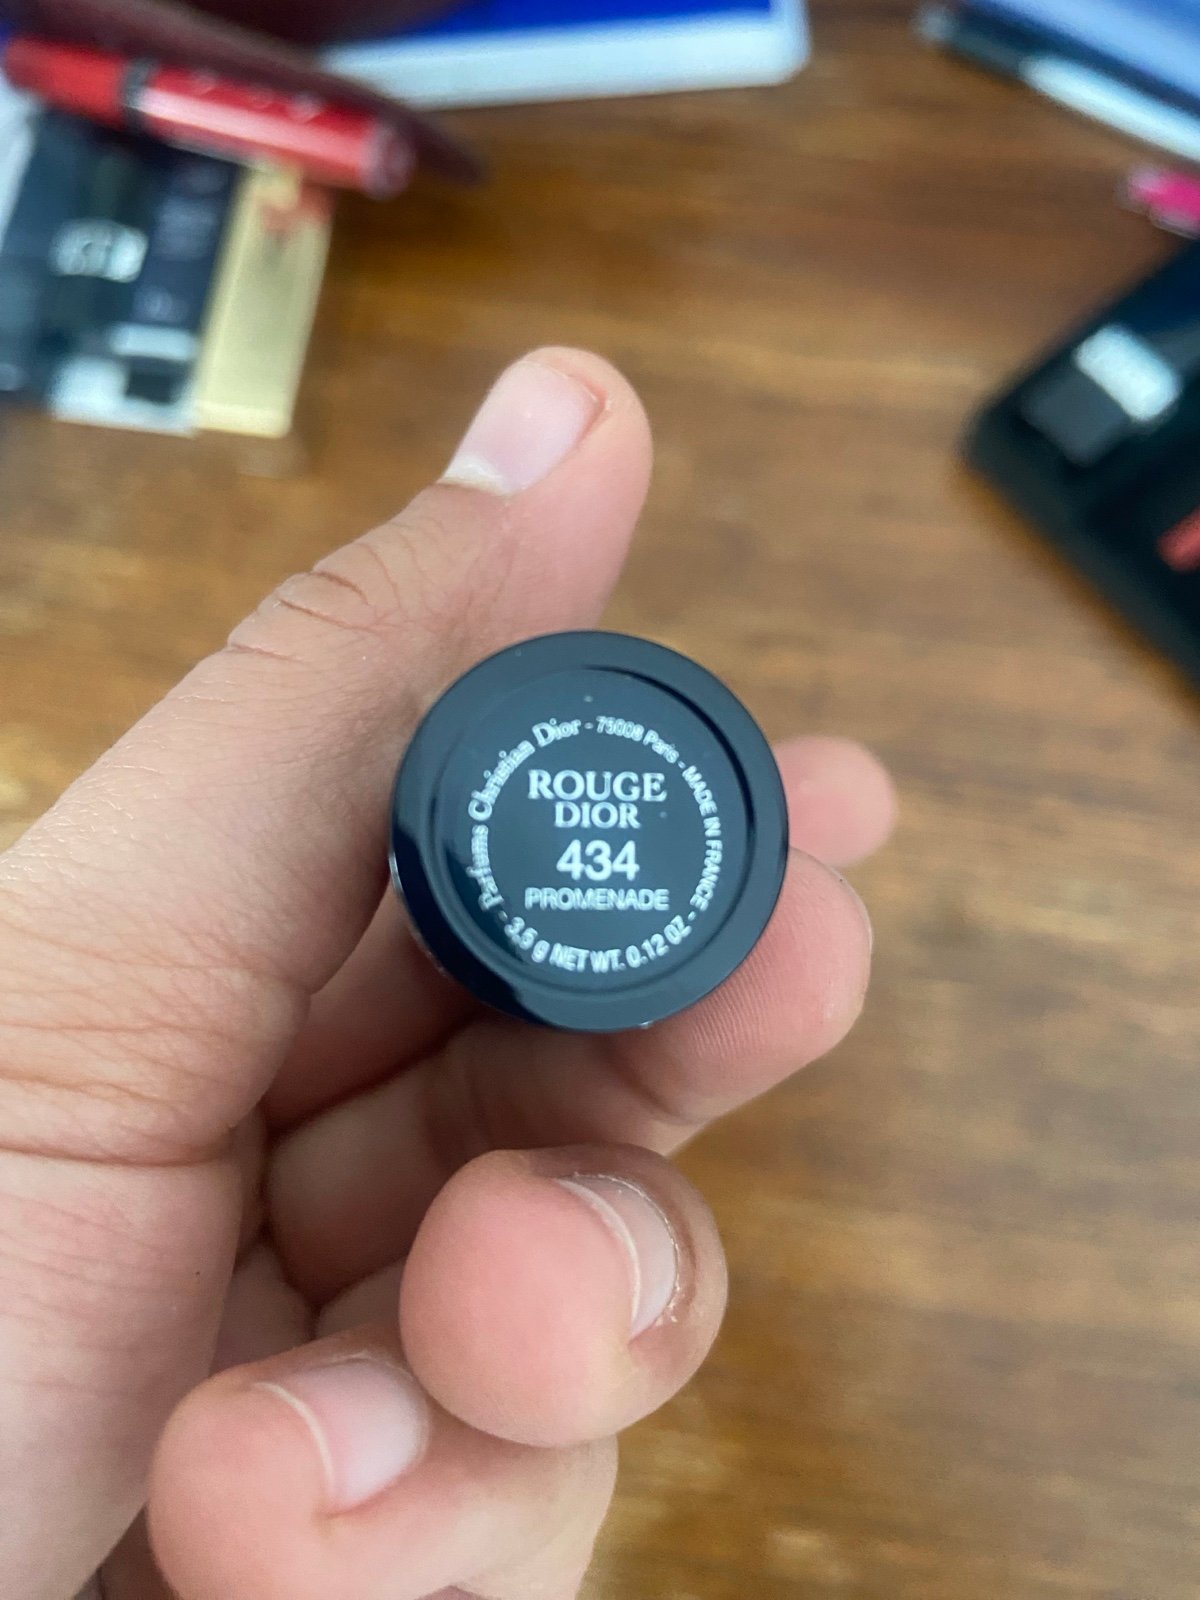 Parfums Christian Dior - 75008 Paris - MADE IN FRANCE - 3,5 g NET WT. 0.12 OZ -
ROUGE
DIOR
434
PROMENADE